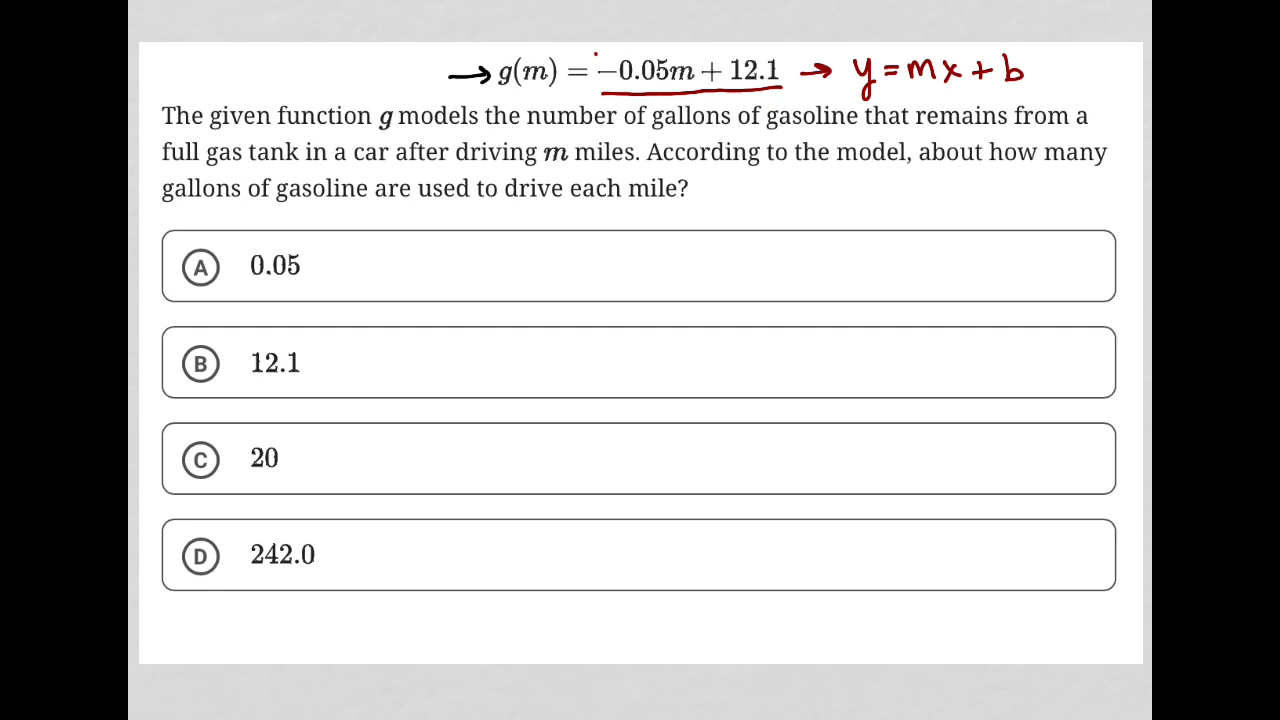 → g(m) = −0.05m + 12.1 → y = mx + b
The given function g models the number of gallons of gasoline that remains from a
full gas tank in a car after driving m miles. According to the model, about how many
gallons of gasoline are used to drive each mile?
A 0.05
B 12.1
C 20
D 242.0